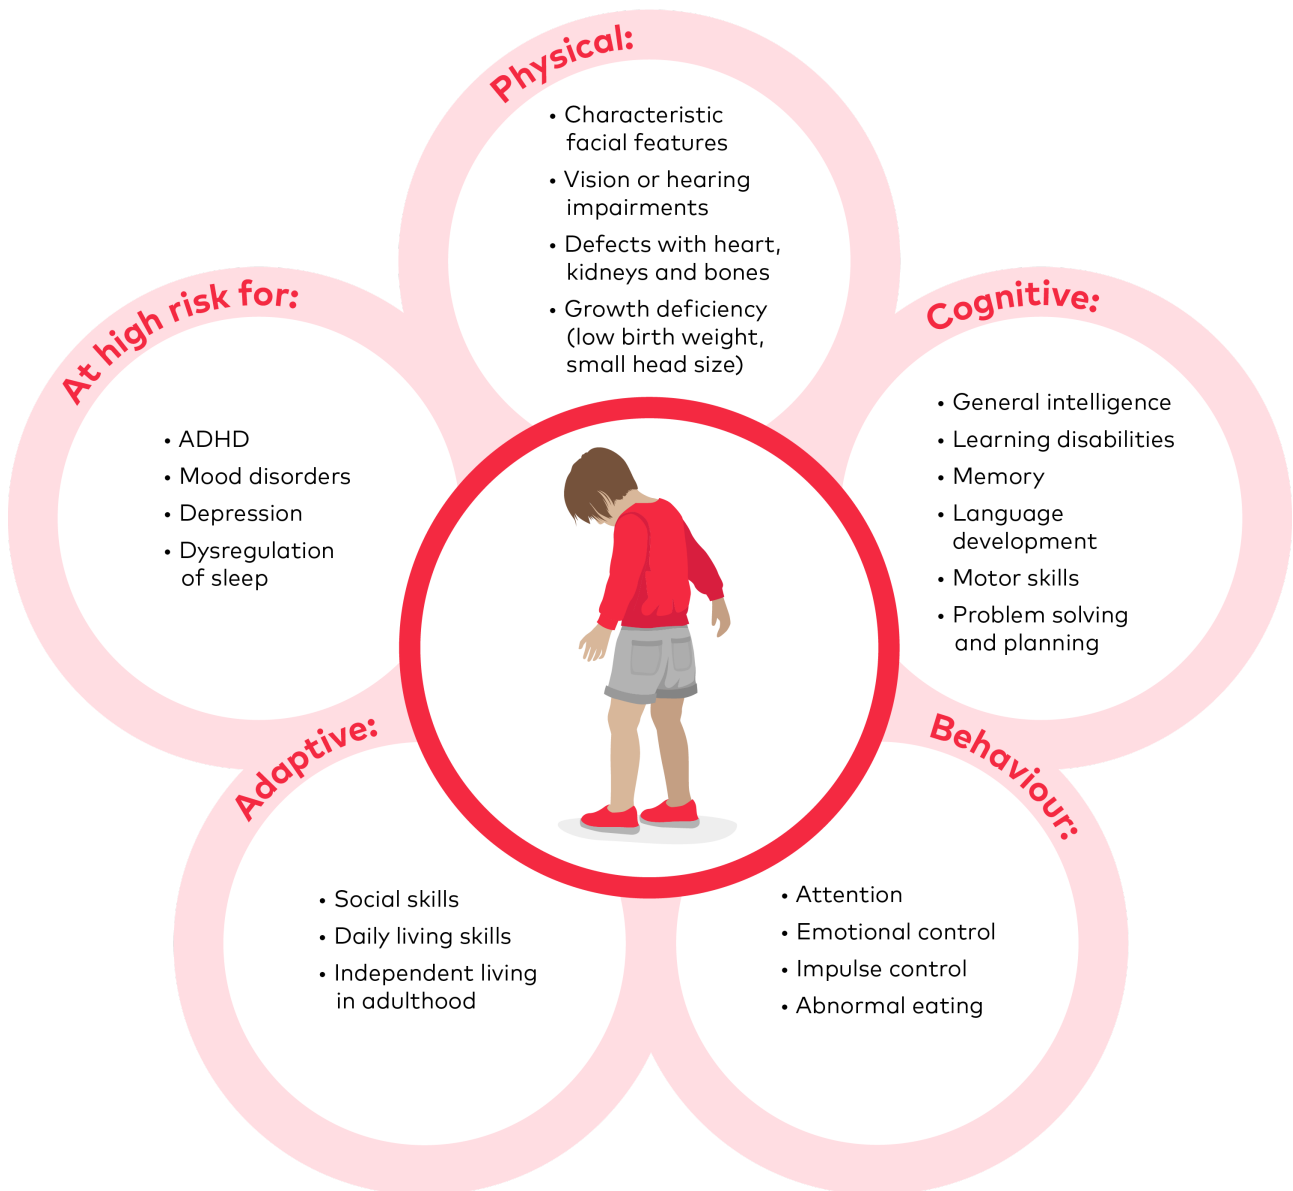 Physical:
• Characteristic
facial features
• Vision or hearing
impairments
• Defects with heart,
kidneys and bones
• Growth deficiency
(low birth weight,
small head size)
At high risk for:
• ADHD
• Mood disorders
• Depression
• Dysregulation
of sleep
Cognitive:
• General intelligence
• Learning disabilities
• Memory
• Language
development
• Motor skills
• Problem solving
and planning
Adaptive:
• Social skills
• Daily living skills
• Independent living
in adulthood
Behaviour:
• Attention
• Emotional control
• Impulse control
• Abnormal eating